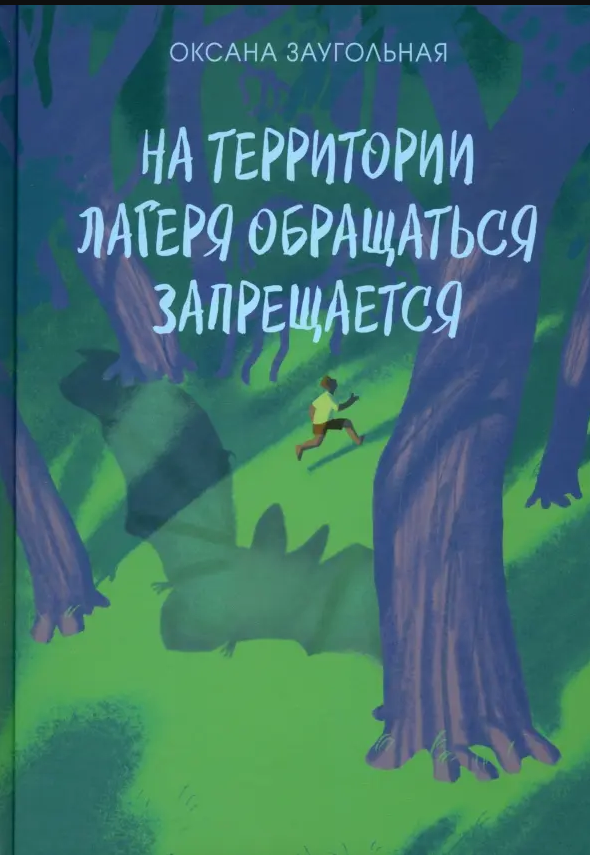 ОКСАНА ЗАУГОЛЬНАЯ
НА ТЕРРИТОРИИ
ЛАГЕРЯ ОБРАЩАТЬСЯ
ЗАПРЕЩАЕТСЯ